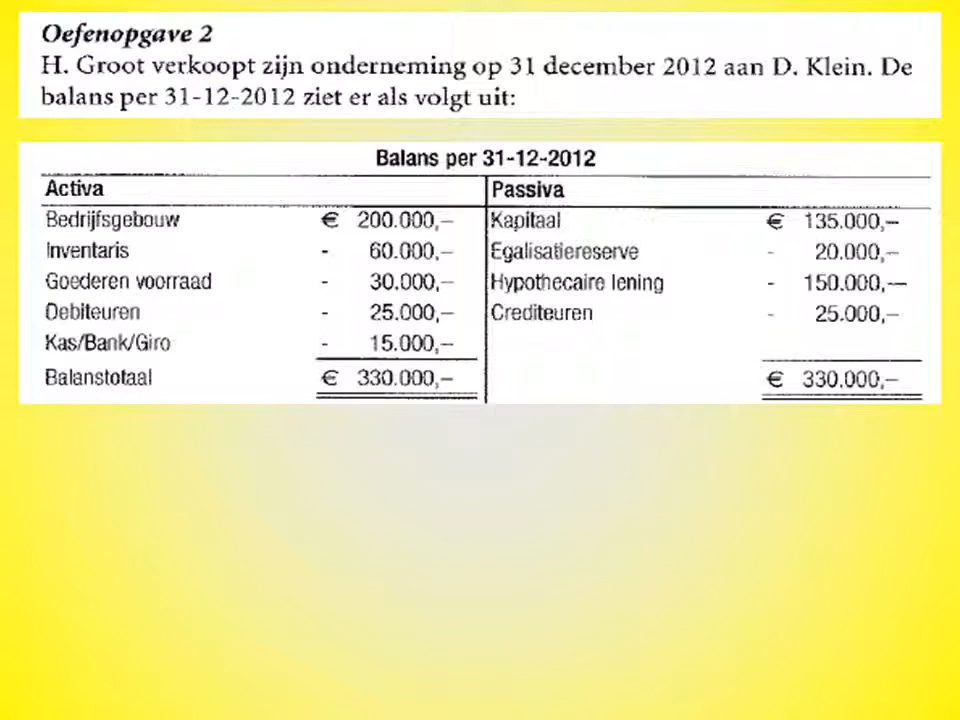 Oefenopgave 2
H. Groot verkoopt zijn onderneming op 31 december 2012 aan D. Klein. De
balans per 31-12-2012 ziet er als volgt uit:
Balans per 31-12-2012
Activa Passiva
Bedrijfsgebouw € 200.000,– Kapitaal € 135.000,–
Inventaris - 60.000,– Egalisatiereserve - 20.000,–
Goederen voorraad - 30.000,– Hypothecaire lening - 150.000,–
Debiteuren - 25.000,– Crediteuren - 25.000,–
Kas/Bank/Giro - 15.000,–
Balanstotaal € 330.000,– € 330.000,–